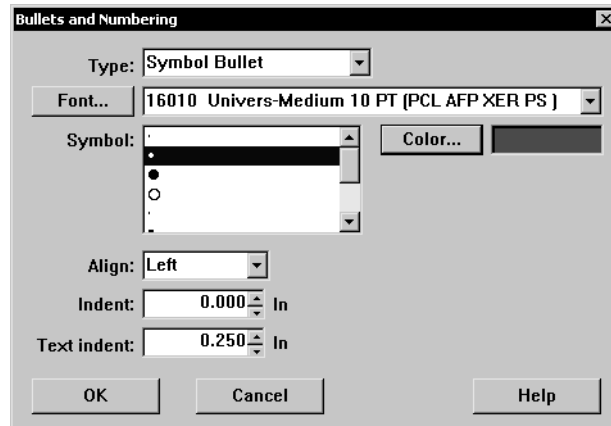 Bullets and Numbering
Type: Symbol Bullet
Font... 16010 Univers-Medium 10 PT (PCL AFP XER PS )
Symbol: Color...
Align: Left
Indent: 0.000 In
Text indent: 0.250 In
OK Cancel Help